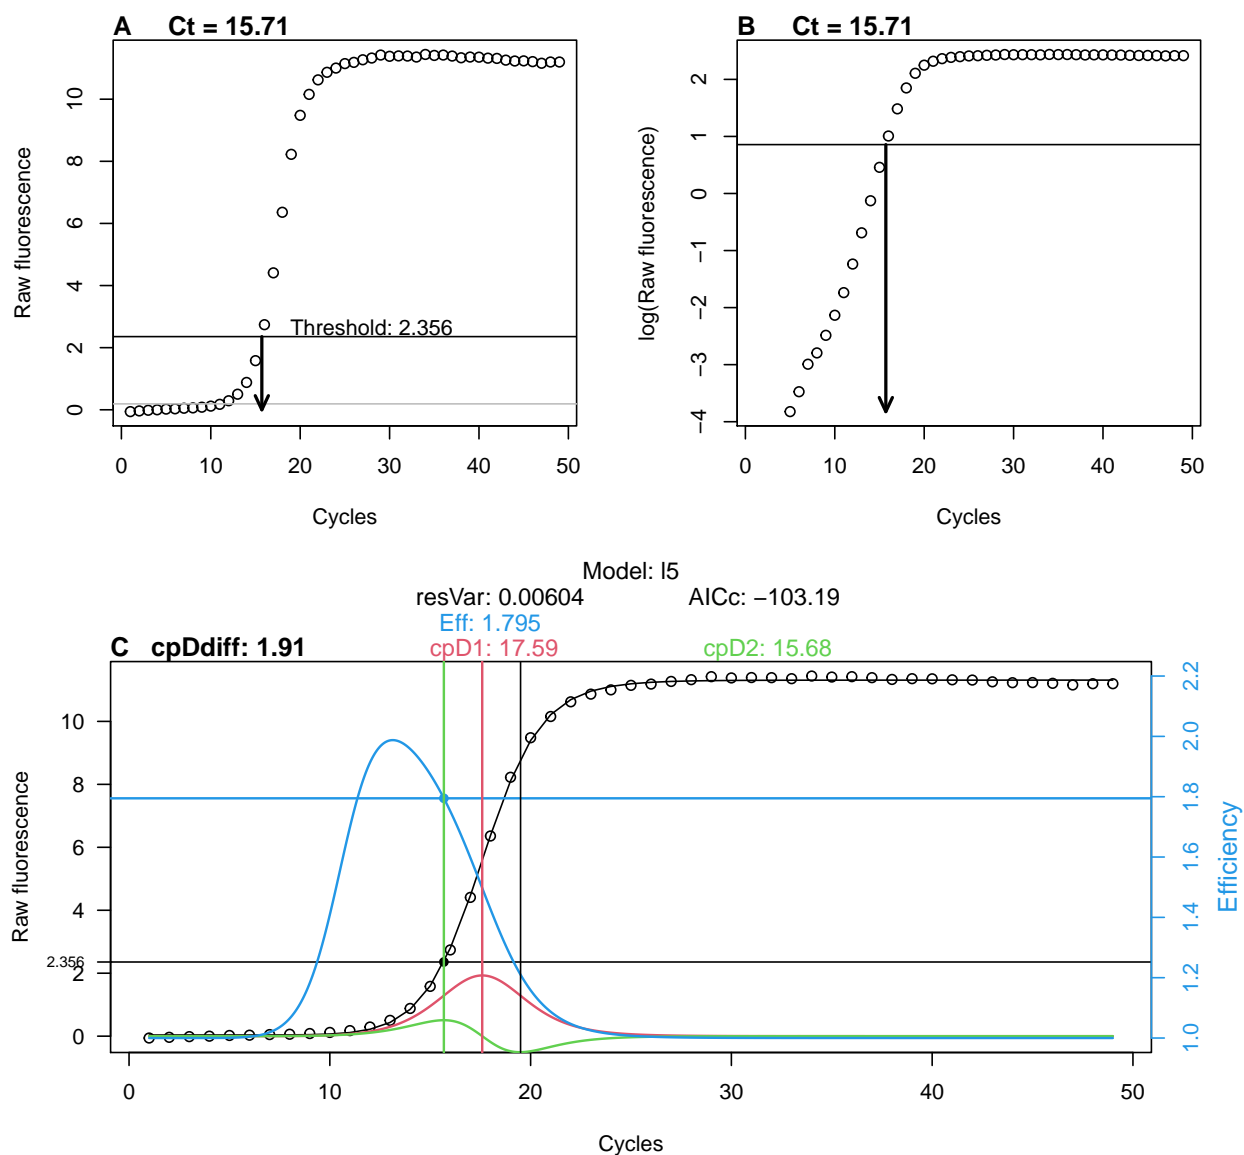 A Ct = 15.71
Raw fluorescence
10
8
6
4
2
0
Threshold: 2.356
0 10 20 30 40 50
Cycles
B Ct = 15.71
log(Raw fluorescence)
2
1
0
−1
−2
−3
−4
0 10 20 30 40 50
Cycles
Model: l5
resVar: 0.00604 AICc: −103.19
Eff: 1.795
C cpDdiff: 1.91 cpD1: 17.59 cpD2: 15.68
Raw fluorescence
10
8
6
4
2.356
2
0
2.2
2.0
1.8
1.6
1.4
1.2
1.0
Efficiency
0 10 20 30 40 50
Cycles